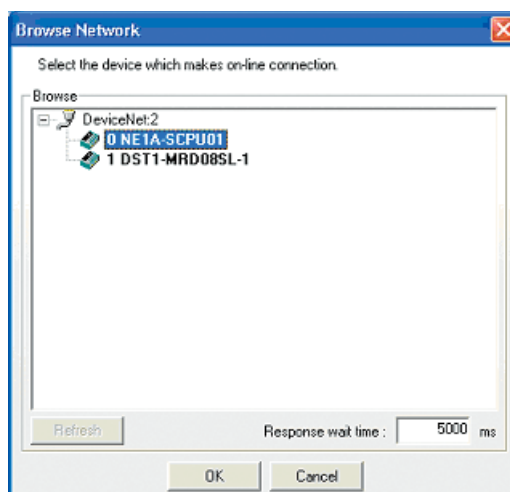 Browse Network
Select the device which makes on-line connection.
Browse
DeviceNet:2
0 NE1A-SCPU01
1 DST1-MRD08SL-1
Refresh
Response wait time : 5000 ms
OK Cancel